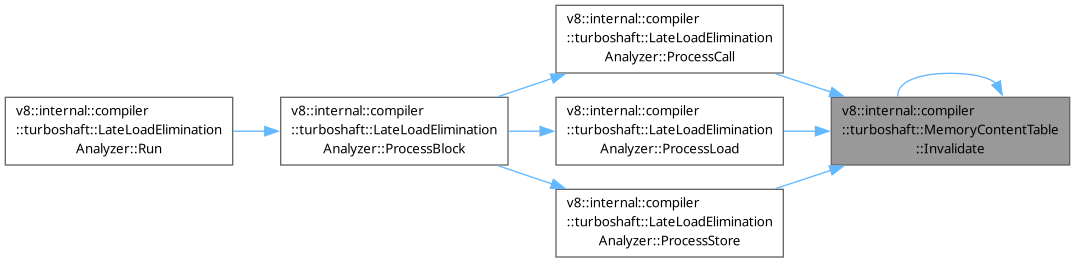 v8::internal::compiler
::turboshaft::LateLoadElimination
Analyzer::Run
v8::internal::compiler
::turboshaft::LateLoadElimination
Analyzer::ProcessBlock
v8::internal::compiler
::turboshaft::LateLoadElimination
Analyzer::ProcessCall
v8::internal::compiler
::turboshaft::LateLoadElimination
Analyzer::ProcessLoad
v8::internal::compiler
::turboshaft::LateLoadElimination
Analyzer::ProcessStore
v8::internal::compiler
::turboshaft::MemoryContentTable
::Invalidate